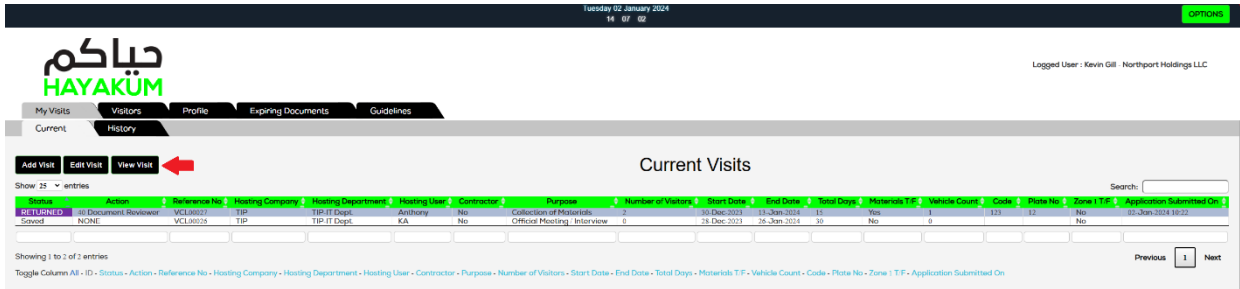 Tuesday 02 January 2024
14 07 02
OPTIONS
حياكم
HAYAKUM
Logged User : Kevin Gill - Northport Holdings LLC
My Visits Visitors Profile Expiring Documents Guidelines
Current History
Add Visit Edit Visit View Visit
Current Visits
Show 25 entries
Search:
Status Action Reference No Hosting Company Hosting Department Hosting User Contractor Purpose Number of Visitors Start Date End Date Total Days Materials T/F Vehicle Count Code Plate No Zone 1 T/F Application Submitted On
RETURNED 40 Document Reviewer VCL00027 TIP TIP-IT Dept. Anthony No Collection of Materials 2 30-Dec-2023 13-Jan-2024 15 Yes 1 123 12 No 02-Jan-2024 10:22
Saved NONE VCL00026 TIP TIP-IT Dept. KA No Official Meeting / Interview 0 28-Dec-2023 26-Jan-2024 30 No 0 No
Showing 1 to 2 of 2 entries
Previous 1 Next
Toggle Column All - ID - Status - Action - Reference No - Hosting Company - Hosting Department - Hosting User - Contractor - Purpose - Number of Visitors - Start Date - End Date - Total Days - Materials T/F - Vehicle Count - Code - Plate No - Zone 1 T/F - Application Submitted On